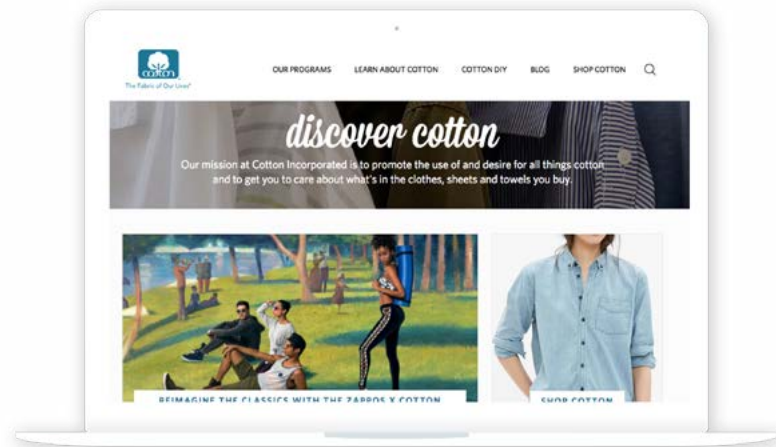 COTTON
The Fabric of Our Lives®
OUR PROGRAMS LEARN ABOUT COTTON COTTON DIY BLOG SHOP COTTON
discover cotton
Our mission at Cotton Incorporated is to promote the use of and desire for all things cotton
and to get you to care about what's in the clothes, sheets and towels you buy.
REIMAGINE THE CLASSICS WITH THE ZAPPOS X COTTON
SHOP COTTON